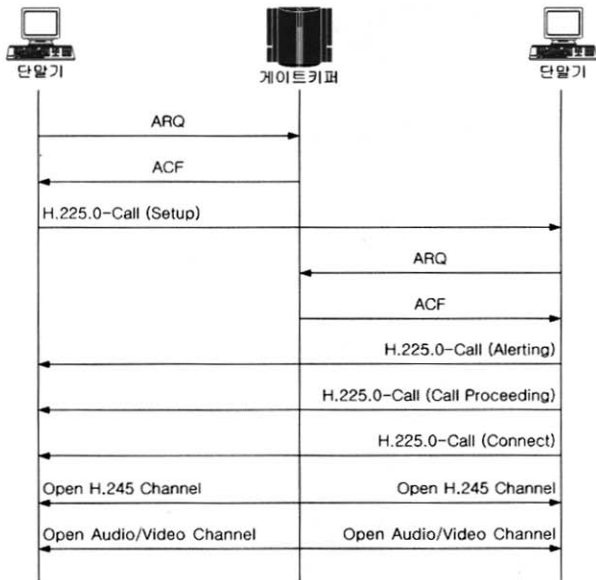 단말기
게이트키퍼
단말기
ARQ
ACF
H.225.0-Call (Setup)
ARQ
ACF
H.225.0-Call (Alerting)
H.225.0-Call (Call Proceeding)
H.225.0-Call (Connect)
Open H.245 Channel
Open H.245 Channel
Open Audio/Video Channel
Open Audio/Video Channel